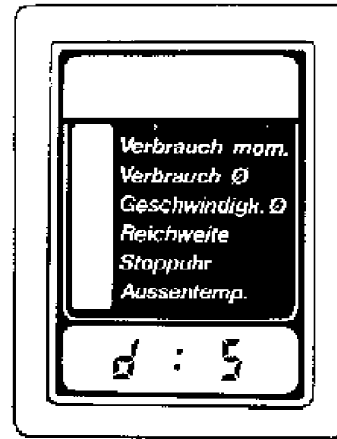 Verbrauch mom.
Verbrauch Ø
Geschwindigk. Ø
Reichweite
Stoppuhr
Aussentemp.
d : 5